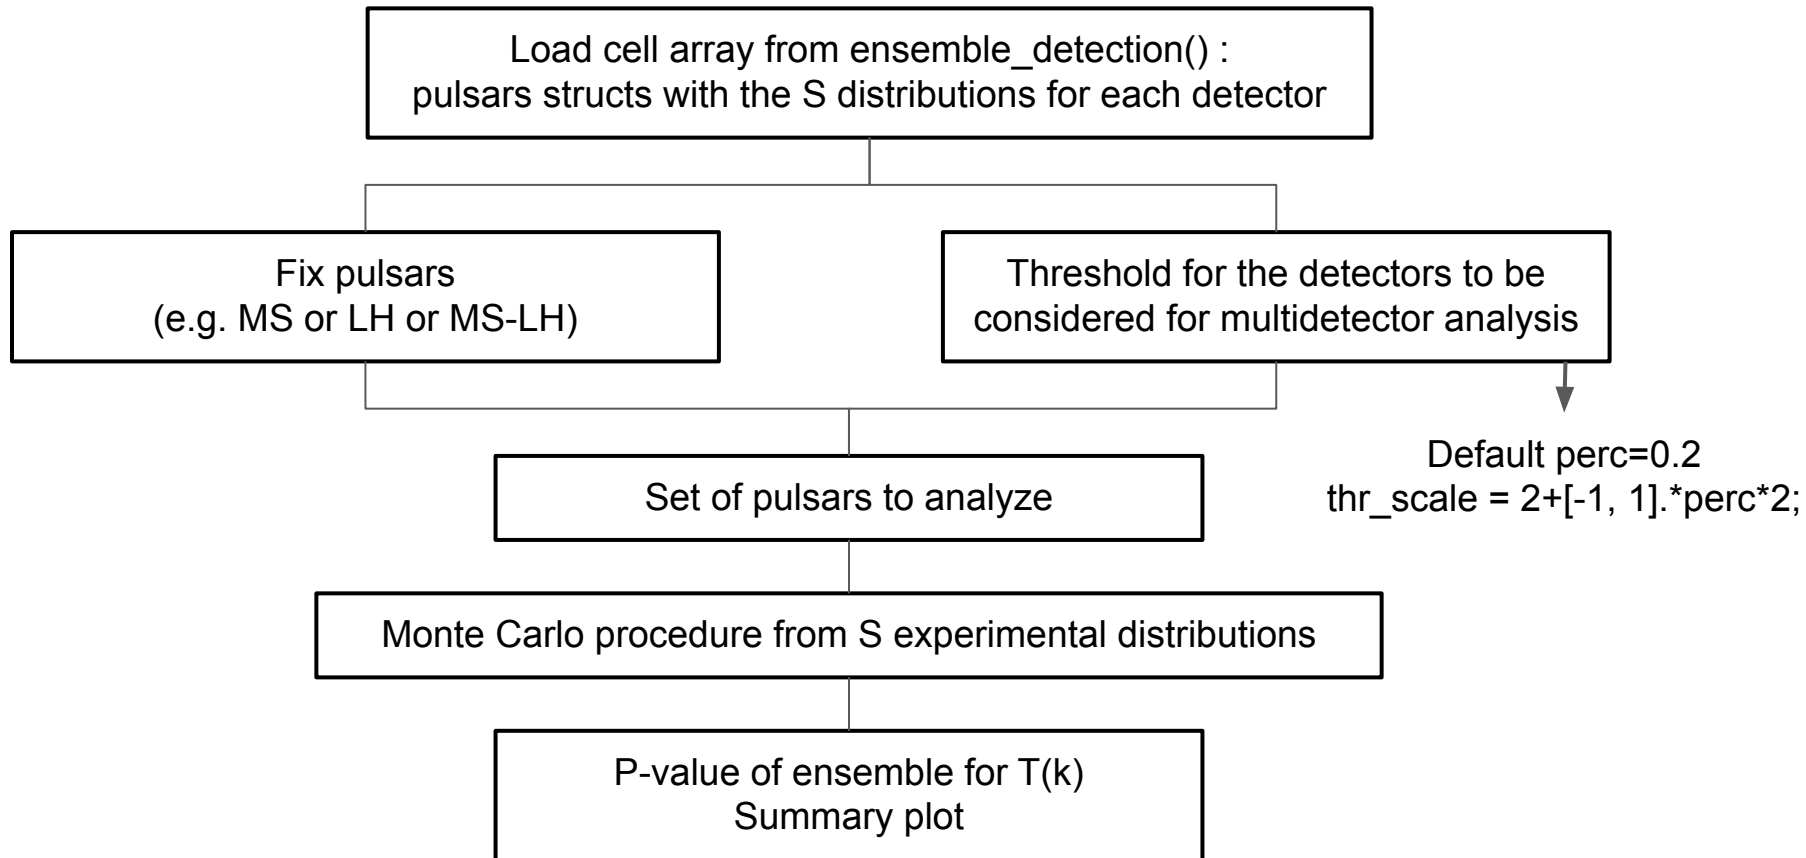 Load cell array from ensemble_detection() :
pulsars structs with the S distributions for each detector
Fix pulsars
(e.g. MS or LH or MS-LH)
Threshold for the detectors to be
considered for multidetector analysis
Default perc=0.2
thr_scale = 2+[-1, 1].*perc*2;
Set of pulsars to analyze
Monte Carlo procedure from S experimental distributions
P-value of ensemble for T(k)
Summary plot